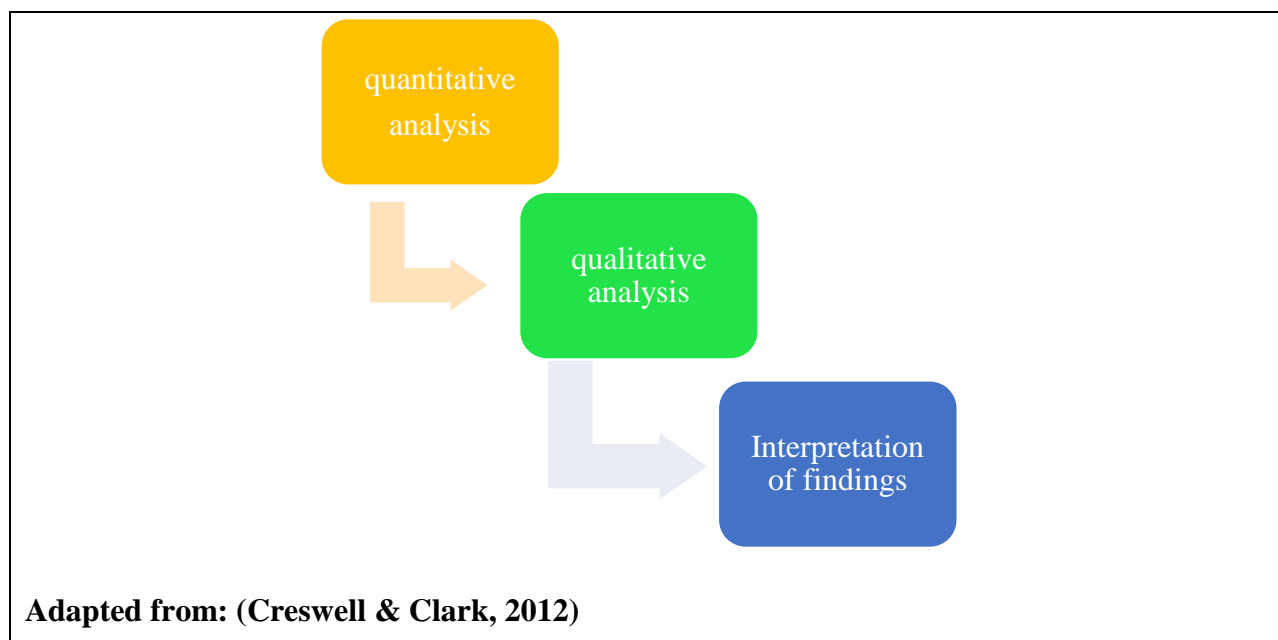 quantitative
analysis
qualitative
analysis
Interpretation
of findings
Adapted from: (Creswell & Clark, 2012)